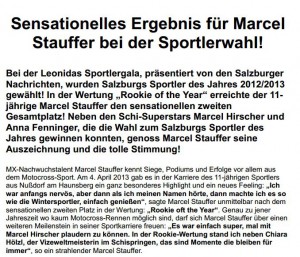 Sensationelles Ergebnis für Marcel
Stauffer bei der Sportlerwahl!
Bei der Leonidas Sportlergala, präsentiert von den Salzburger
Nachrichten, wurden Salzburgs Sportler des Jahres 2012/2013
gewählt! In der Wertung „Rookie of the Year“ erreichte der 11-
jährige Marcel Stauffer den sensationellen zweiten
Gesamtplatz! Neben den Schi-Superstars Marcel Hirscher und
Anna Fenninger, die die Wahl zum Salzburgs Sportler des
Jahres gewinnen konnten, genoss Marcel Stauffer seine
Auszeichnung und die tolle Stimmung!
MX-Nachwuchstalent Marcel Stauffer kennt Siege, Podiums und Erfolge vor allem aus
dem Motocross-Sport. Am 4. April 2013 gab es in der Karriere des 11-jährigen Sportlers
aus Nußdorf am Haunsberg ein ganz besonderes Highlight und ein neues Feeling: „Ich
war anfangs nervös, aber dann als ich meinen Namen hörte, dann machte ich es so wie die
Wintersportler, einfach genießen“, sagte Marcel Stauffer unmittelbar nach dem
sensationellen zweiten Platz in der Wertung: „Rookie oft the Year“. Genau zu jener
Jahreszeit wo kaum Motocross-Rennen möglich sind, darf sich Marcel Stauffer über einen
weiteren Meilenstein in seiner Sportkarriere freuen: „Es war einfach super, mal mit
Marcel Hirscher plaudern zu können. In der Rookie-Wertung stand ich neben Chiara
Hölzl, der Vizeweltmeisterin im Schispringen, das sind Momente die bleiben für
immer“, so ein strahlender Marcel Stauffer.